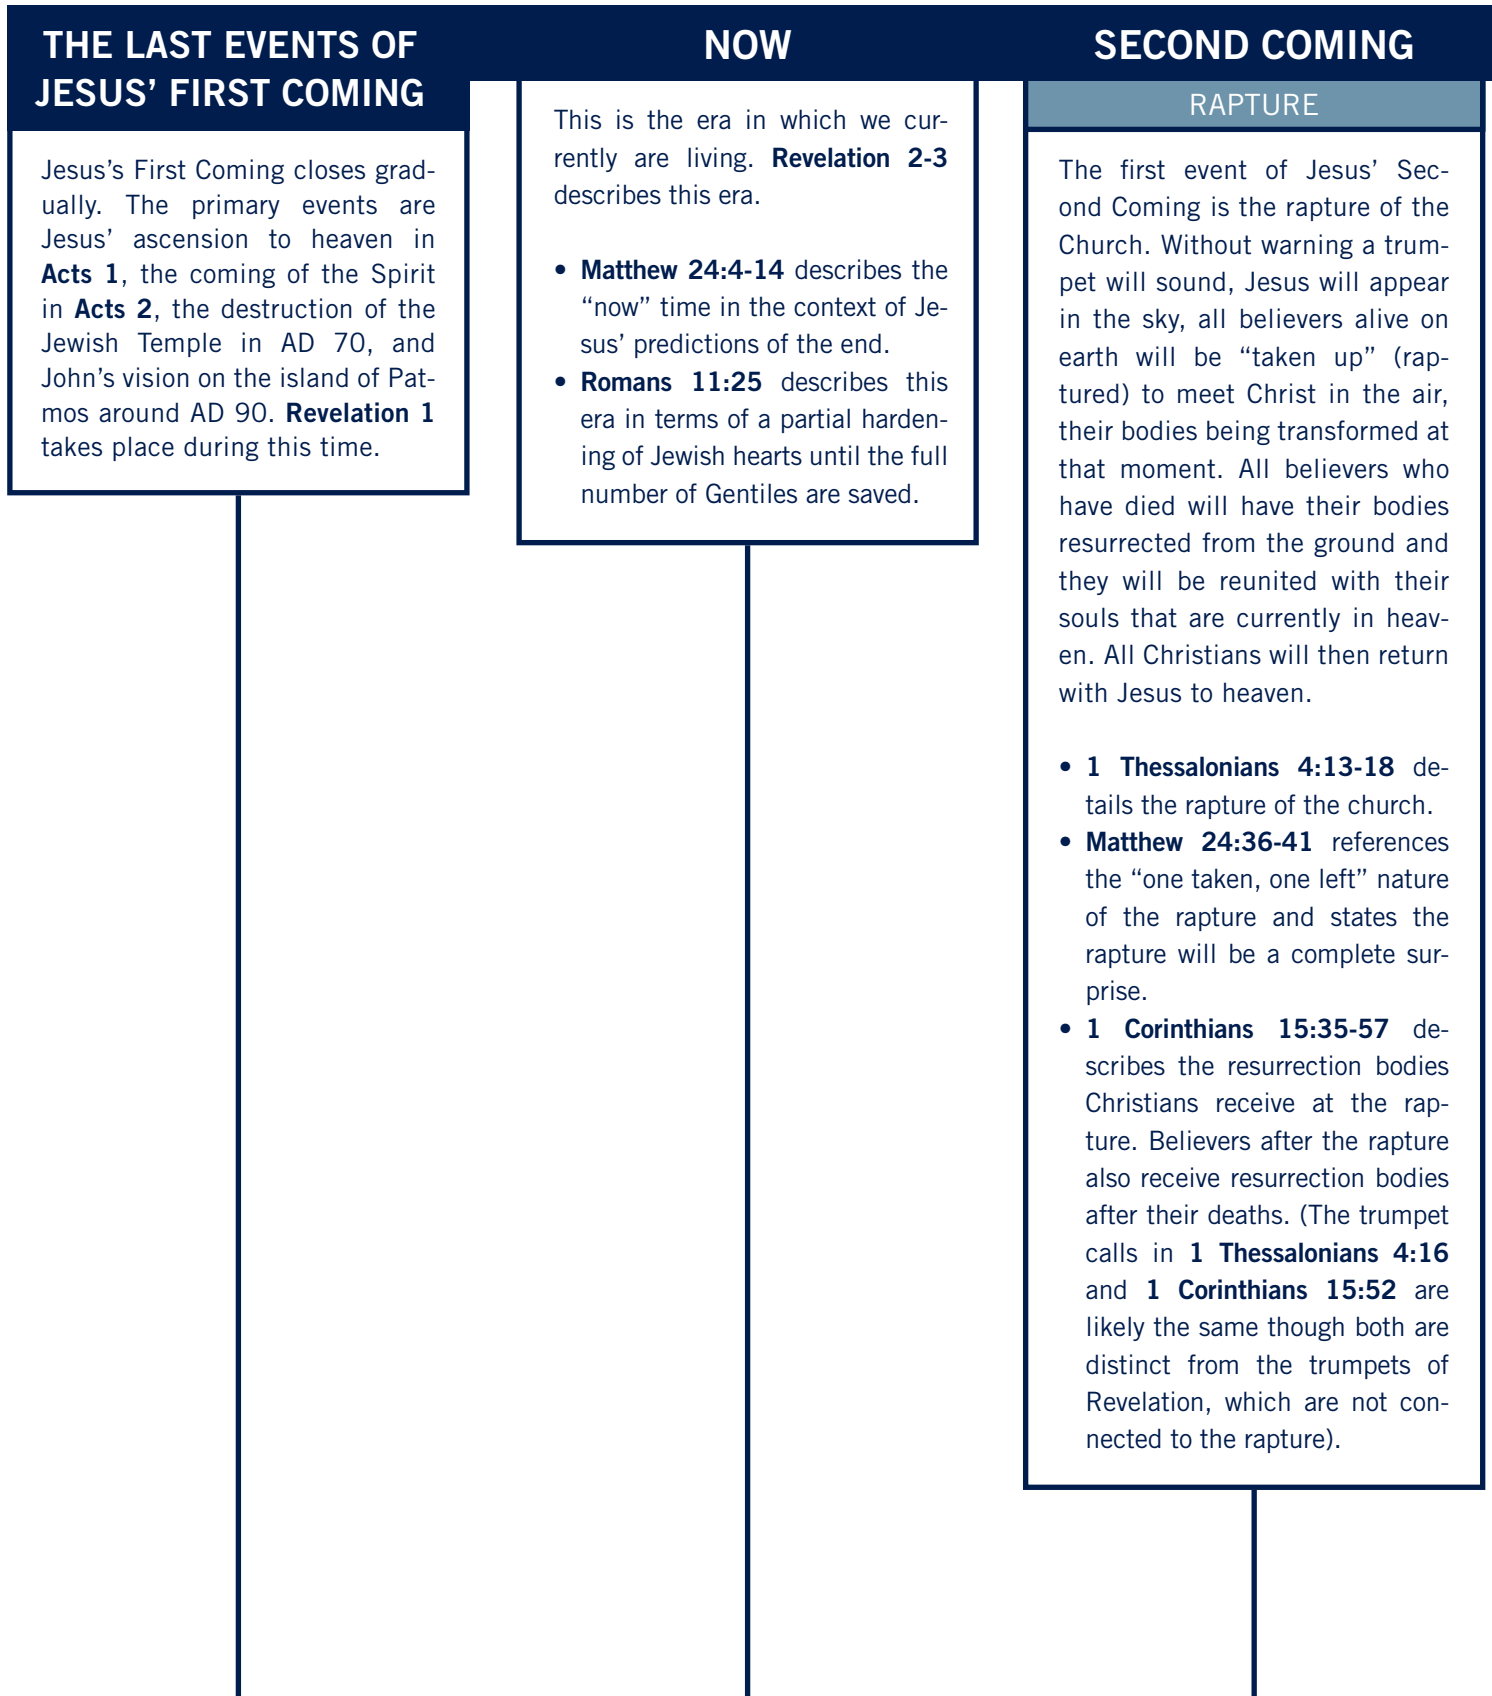 THE LAST EVENTS OF
JESUS’ FIRST COMING
Jesus’s First Coming closes grad-
ually. The primary events are
Jesus’ ascension to heaven in
Acts 1, the coming of the Spirit
in Acts 2, the destruction of the
Jewish Temple in AD 70, and
John’s vision on the island of Pat-
mos around AD 90. Revelation 1
takes place during this time.
NOW
This is the era in which we cur-
rently are living. Revelation 2-3
describes this era.
• Matthew 24:4-14 describes the
“now” time in the context of Je-
sus’ predictions of the end.
• Romans 11:25 describes this
era in terms of a partial harden-
ing of Jewish hearts until the full
number of Gentiles are saved.
SECOND COMING
RAPTURE
The first event of Jesus’ Sec-
ond Coming is the rapture of the
Church. Without warning a trum-
pet will sound, Jesus will appear
in the sky, all believers alive on
earth will be “taken up” (rap-
tured) to meet Christ in the air,
their bodies being transformed at
that moment. All believers who
have died will have their bodies
resurrected from the ground and
they will be reunited with their
souls that are currently in heav-
en. All Christians will then return
with Jesus to heaven.
• 1 Thessalonians 4:13-18 de-
tails the rapture of the church.
• Matthew 24:36-41 references
the “one taken, one left” nature
of the rapture and states the
rapture will be a complete sur-
prise.
• 1 Corinthians 15:35-57 de-
scribes the resurrection bodies
Christians receive at the rap-
ture. Believers after the rapture
also receive resurrection bodies
after their deaths. (The trumpet
calls in 1 Thessalonians 4:16
and 1 Corinthians 15:52 are
likely the same though both are
distinct from the trumpets of
Revelation, which are not con-
nected to the rapture).